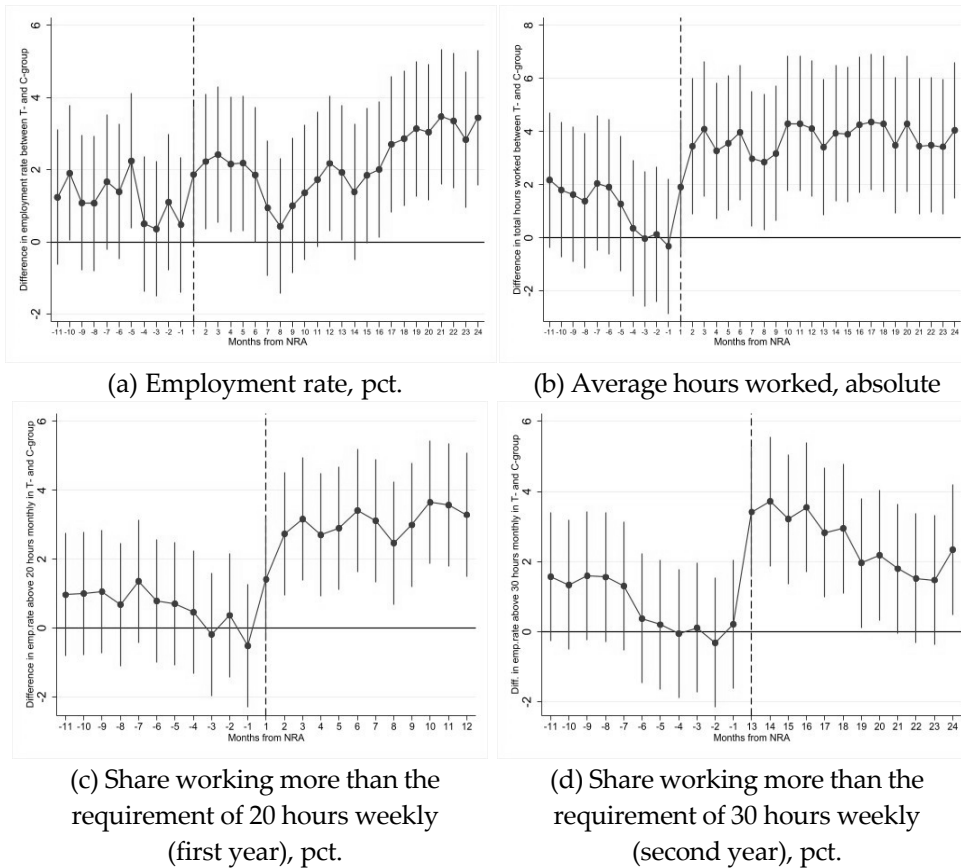 Difference in employment rate between T- and C-group
6
4
2
0
-2
-11 -10 -9 -8 -7 -6 -5 -4 -3 -2 -1 1 2 3 4 5 6 7 8 9 10 11 12 13 14 15 16 17 18 19 20 21 22 23 24
Months from NRA
(a) Employment rate, pct.
Difference in total hours worked between T- and C-group
8
6
4
2
0
-2
-11 -10 -9 -8 -7 -6 -5 -4 -3 -2 -1 1 2 3 4 5 6 7 8 9 10 11 12 13 14 15 16 17 18 19 20 21 22 23 24
Months from NRA
(b) Average hours worked, absolute
Difference in emp.rate above 20 hours monthly in T- and C-group
6
4
2
0
-2
-11 -10 -9 -8 -7 -6 -5 -4 -3 -2 -1 1 2 3 4 5 6 7 8 9 10 11 12
Months from NRA
(c) Share working more than the
requirement of 20 hours weekly
(first year), pct.
Diff. in emp.rate above 30 hours monthly in T- and C-group
6
4
2
0
-2
-11 -10 -9 -8 -7 -6 -5 -4 -3 -2 -1 13 14 15 16 17 18 19 20 21 22 23 24
Months from NRA
(d) Share working more than the
requirement of 30 hours weekly
(second year), pct.